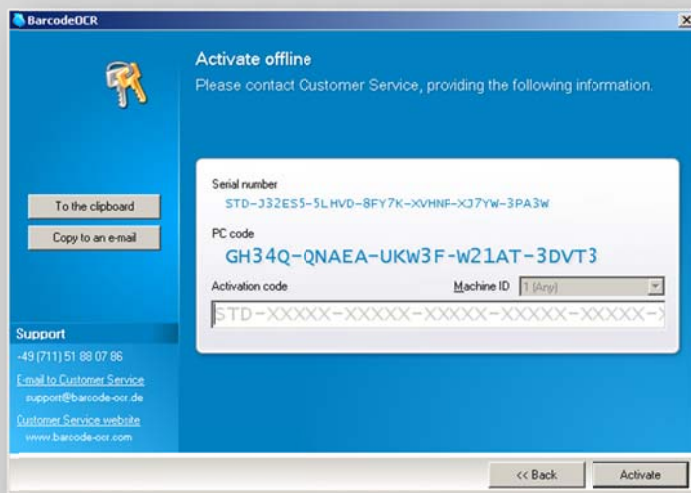 BarcodeOCR
Activate offline
Please contact Customer Service, providing the following information.
To the clipboard
Copy to an e-mail
Serial number
STD-J32ES5-5LHVD-8FY7K-XVHNP-XJ7YW-3PA3W
PC code
GH34Q-QNAEA-UKW3F-W21AT-3DVT3
Activation code
Machine ID
1 (Any)
STD-XXXXX-XXXXX-XXXXX-XXXXX-XXXXX-X
Support
-49 (711) 51 88 07 86
E-mail to Customer Service
support@barcode-ocr.de
Customer Service website
www.barcode-ocr.com
<< Back
Activate